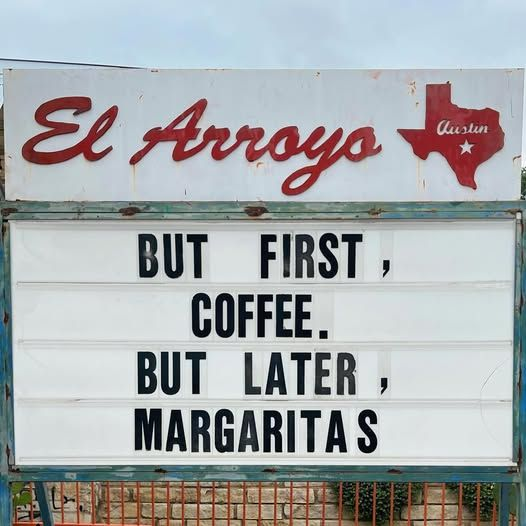 El Arroyo
Austin
BUT FIRST,
COFFEE.
BUT LATER,
MARGARITAS